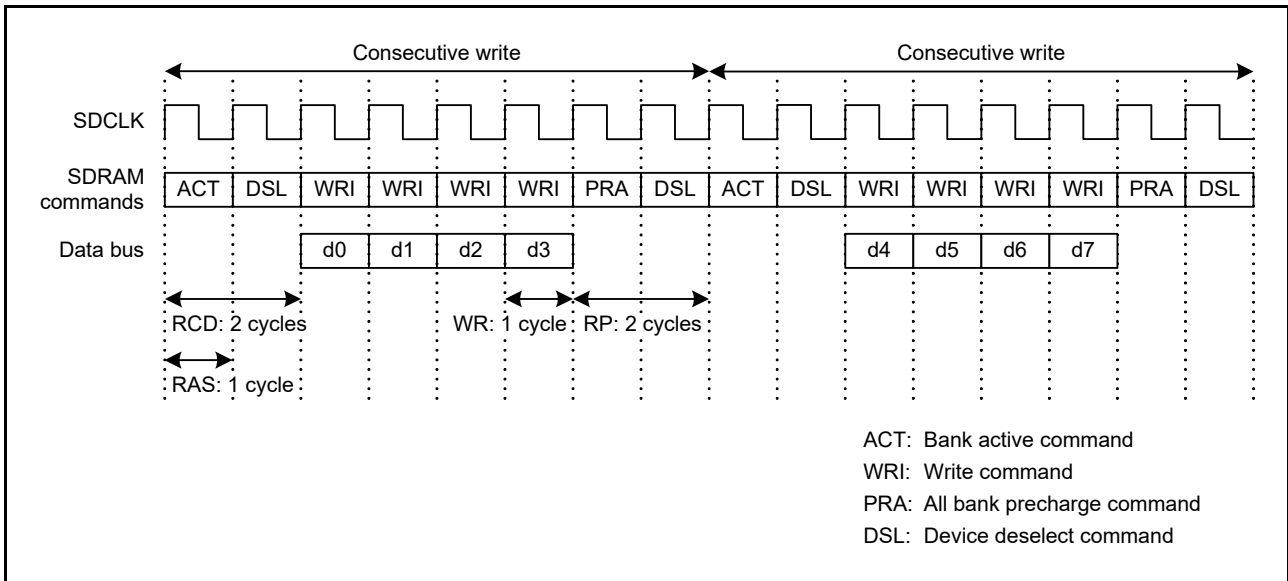 Consecutive write Consecutive write
SDCLK
SDRAM commands ACT DSL WRI WRI WRI WRI PRA DSL ACT DSL WRI WRI WRI WRI PRA DSL
Data bus d0 d1 d2 d3 d4 d5 d6 d7
RCD: 2 cycles WR: 1 cycle RP: 2 cycles
RAS: 1 cycle
ACT: Bank active command
WRI: Write command
PRA: All bank precharge command
DSL: Device deselect command